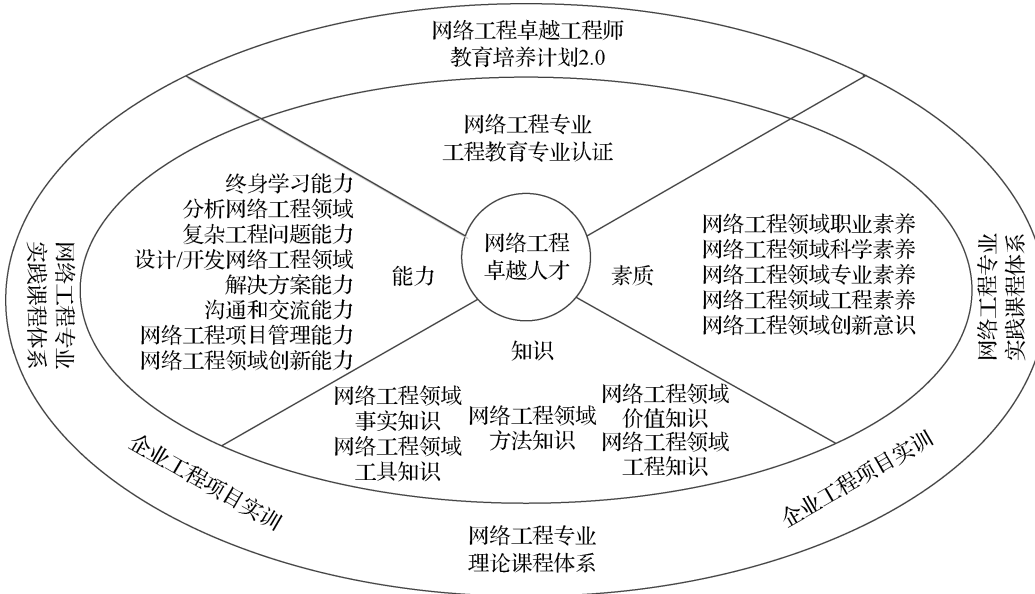 网络工程卓越工程师
教育培养计划2.0
网络工程专业
工程教育专业认证
终身学习能力
分析网络工程领域
复杂工程问题能力
设计/开发网络工程领域
解决方案能力
沟通和交流能力
网络工程项目管理能力
网络工程领域创新能力
能力
网络工程
卓越人才
素质
网络工程领域职业素养
网络工程领域科学素养
网络工程领域专业素养
网络工程领域工程素养
网络工程领域创新意识
网络工程专业
实践课程体系
网络工程专业
实践课程体系
知识
网络工程领域
事实知识
网络工程领域
工具知识
网络工程领域
方法知识
网络工程领域
价值知识
网络工程领域
工程知识
企业工程项目实训
企业工程项目实训
网络工程专业
理论课程体系